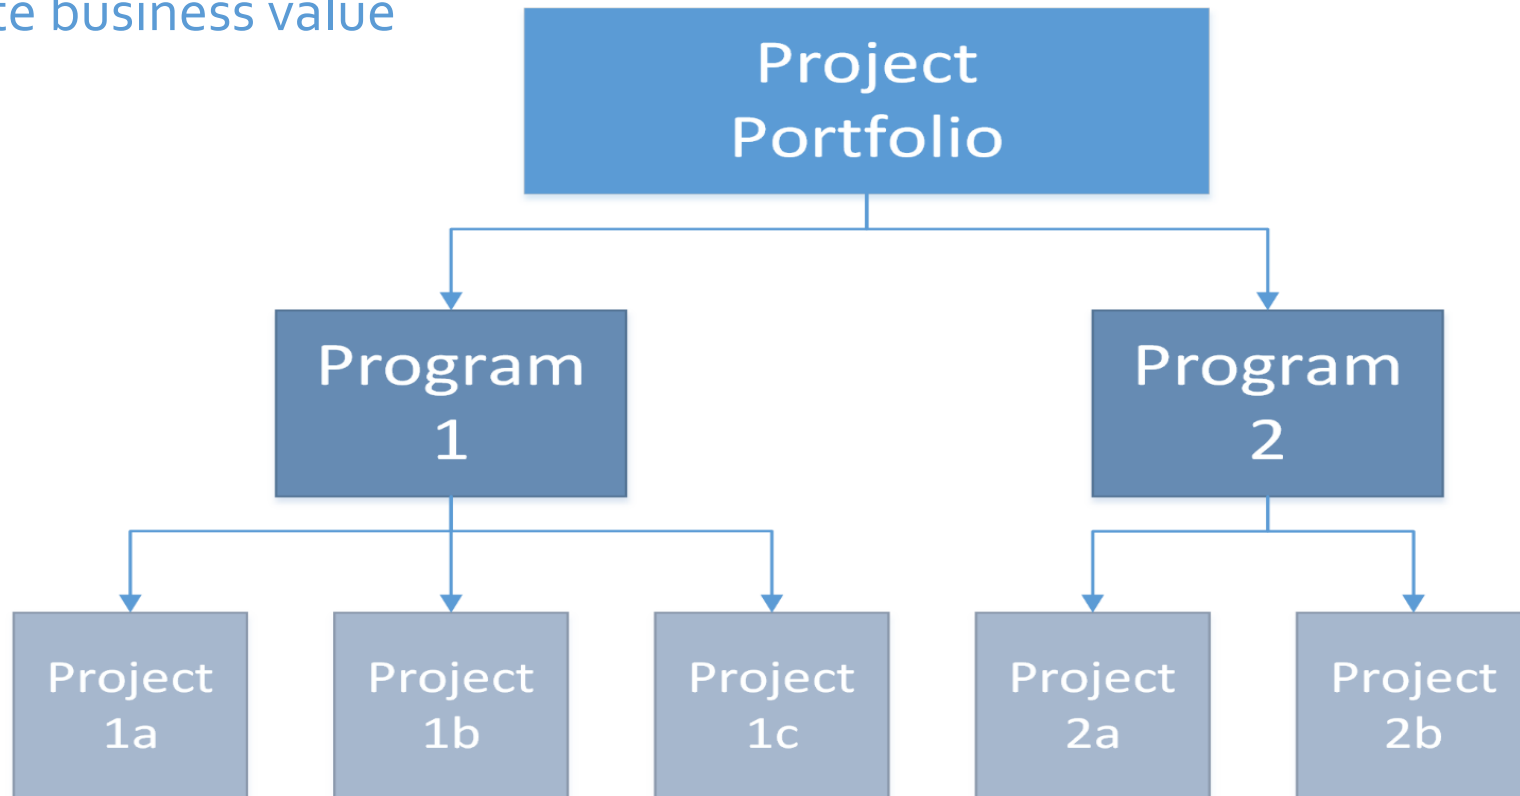 business value
Project
Portfolio
Program
1
Program
2
Project
1a
Project
1b
Project
1c
Project
2a
Project
2b